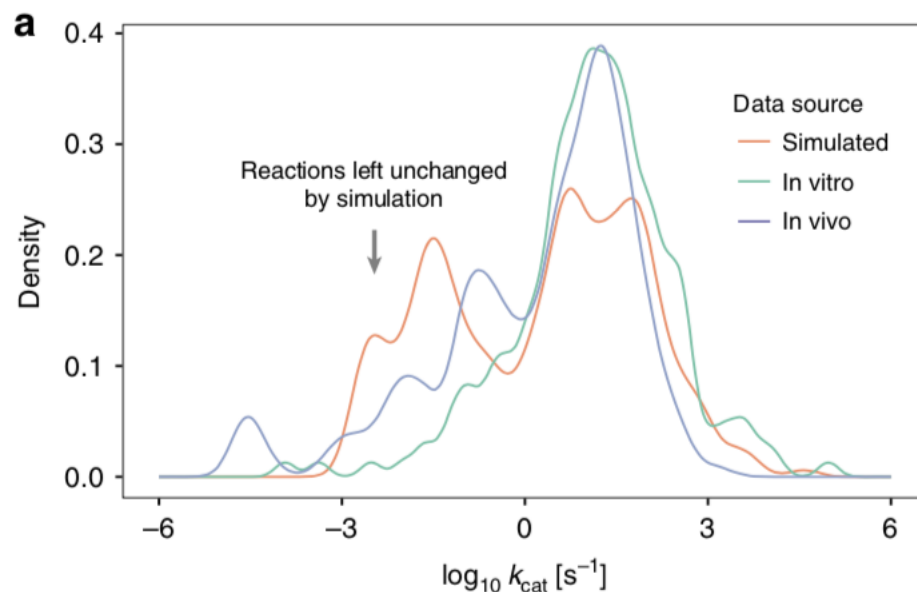 a
0.4
0.3
0.2
0.1
0.0
Density
Reactions left unchanged
by simulation
Data source
Simulated
In vitro
In vivo
−6
−3
0
3
6
log₁₀ k_cat [s⁻¹]